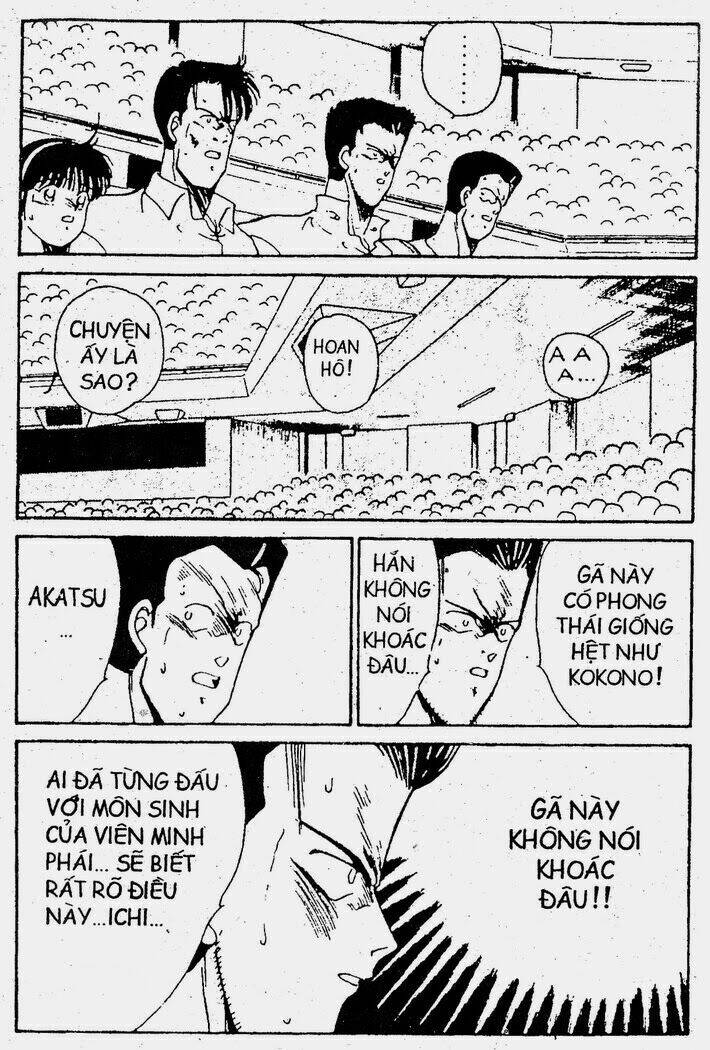 ........
A A
A...
HOAN
HÔ!
CHUYỆN
ẤY LÀ
SAO?
GÃ NÀY
CÓ PHONG
THÁI GIỐNG
HỆT NHƯ
KOKONO!
HẮN
KHÔNG
NÓI
KHOÁC
ĐÂU...
AKATSU
...
GÃ NÀY
KHÔNG NÓI
KHOÁC
ĐÂU!!
AI ĐÃ TỪNG ĐẤU
VỚI MÔN SINH
CỦA VIÊN MINH
PHÁI... SẼ BIẾT
RẤT RÕ ĐIỀU
NÀY...ICHI...